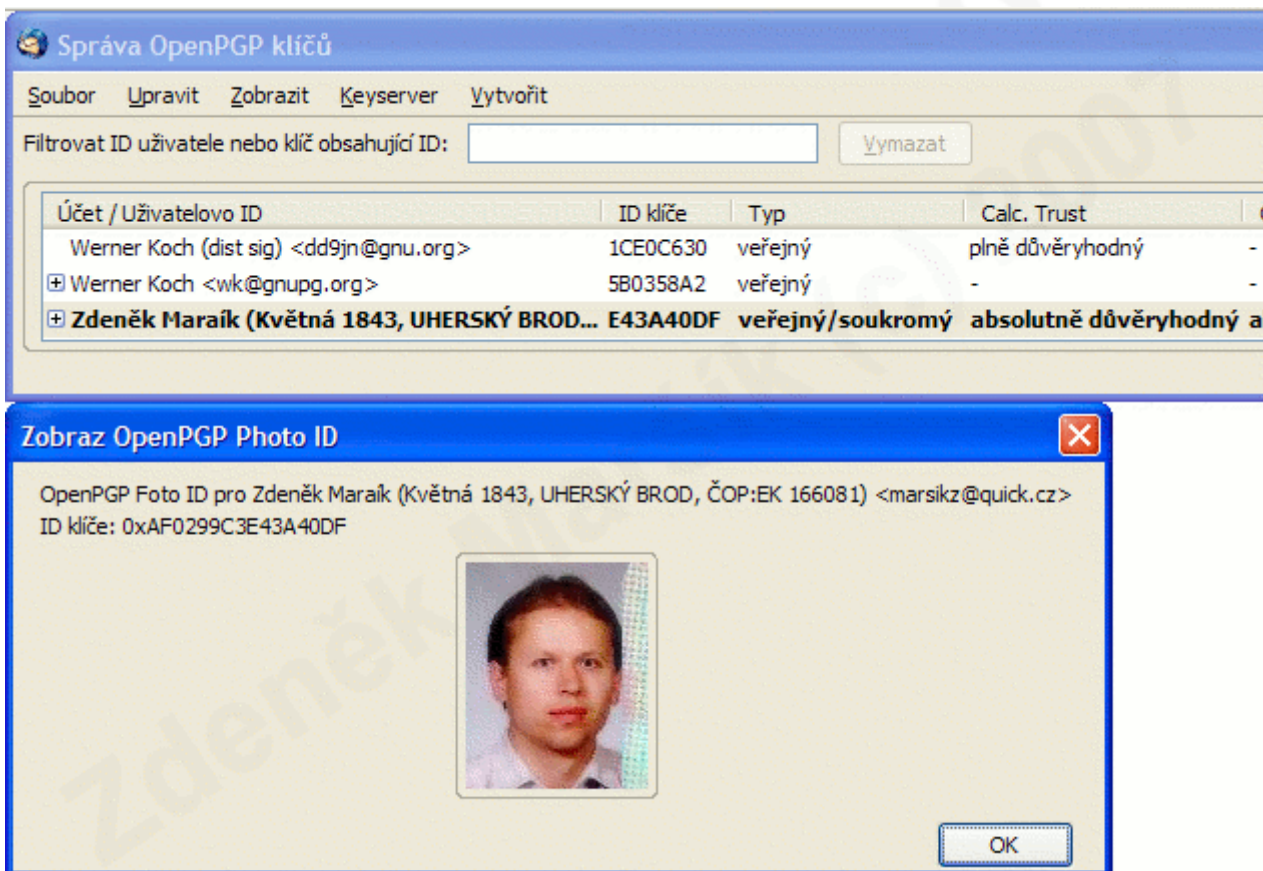 Správa OpenPGP klíčů
Soubor Upravit Zobrazit Keyserver Vytvořit
Filtrovat ID uživatele nebo klíč obsahující ID: Vymazat
Účet / Uživatelovo ID ID klíče Typ Calc. Trust
Werner Koch (dist sig) <dd9jn@gnu.org> 1CE0C630 veřejný plně důvěryhodný -
Werner Koch <wk@gnupg.org> 5B0358A2 veřejný - -
Zdeněk Maraík (Květná 1843, UHERSKÝ BROD... E43A40DF veřejný/soukromý absolutně důvěryhodný a
Zobraz OpenPGP Photo ID
OpenPGP Foto ID pro Zdeněk Maraík (Květná 1843, UHERSKÝ BROD, ČOP:EK 166081) <marsikz@quick.cz>
ID klíče: 0xAF0299C3E43A40DF
OK
Zdeněk Maršík (c) 2007